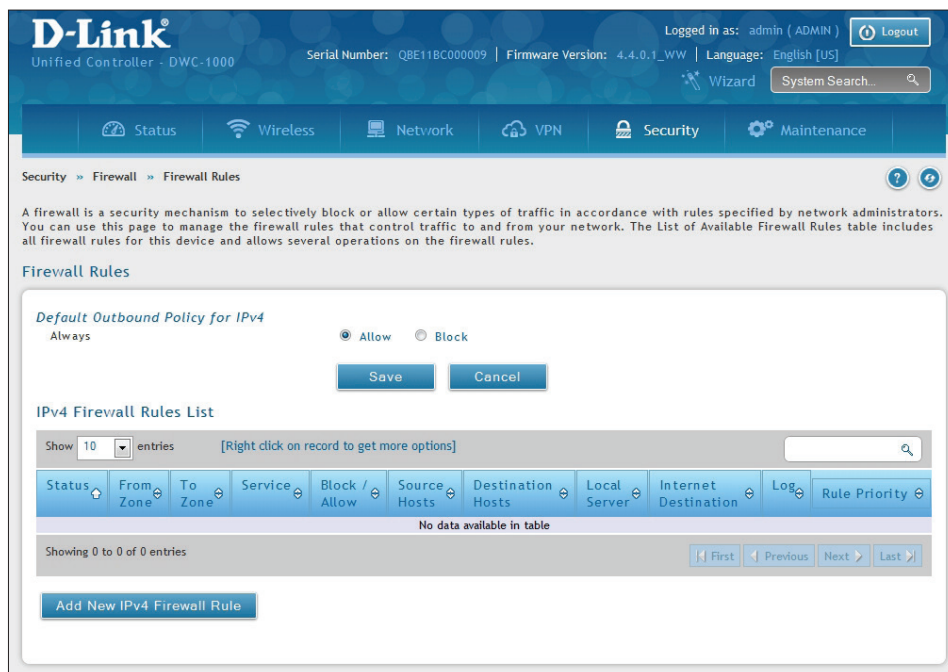 D-Link®
Unified Controller - DWC-1000
Logged in as: admin ( ADMIN ) Logout
Serial Number: QBE11BC000009 | Firmware Version: 4.4.0.1_WW | Language: English [US]
Wizard System Search...
Status Wireless Network VPN Security Maintenance
Security » Firewall » Firewall Rules
?
A firewall is a security mechanism to selectively block or allow certain types of traffic in accordance with rules specified by network administrators.
You can use this page to manage the firewall rules that control traffic to and from your network. The List of Available Firewall Rules table includes
all firewall rules for this device and allows several operations on the firewall rules.
Firewall Rules
Default Outbound Policy for IPv4
Always Allow Block
Save Cancel
IPv4 Firewall Rules List
Show 10 entries [Right click on record to get more options]
Status From Zone To Zone Service Block / Allow Source Hosts Destination Hosts Local Server Internet Destination Log Rule Priority
No data available in table
Showing 0 to 0 of 0 entries First Previous Next Last
Add New IPv4 Firewall Rule